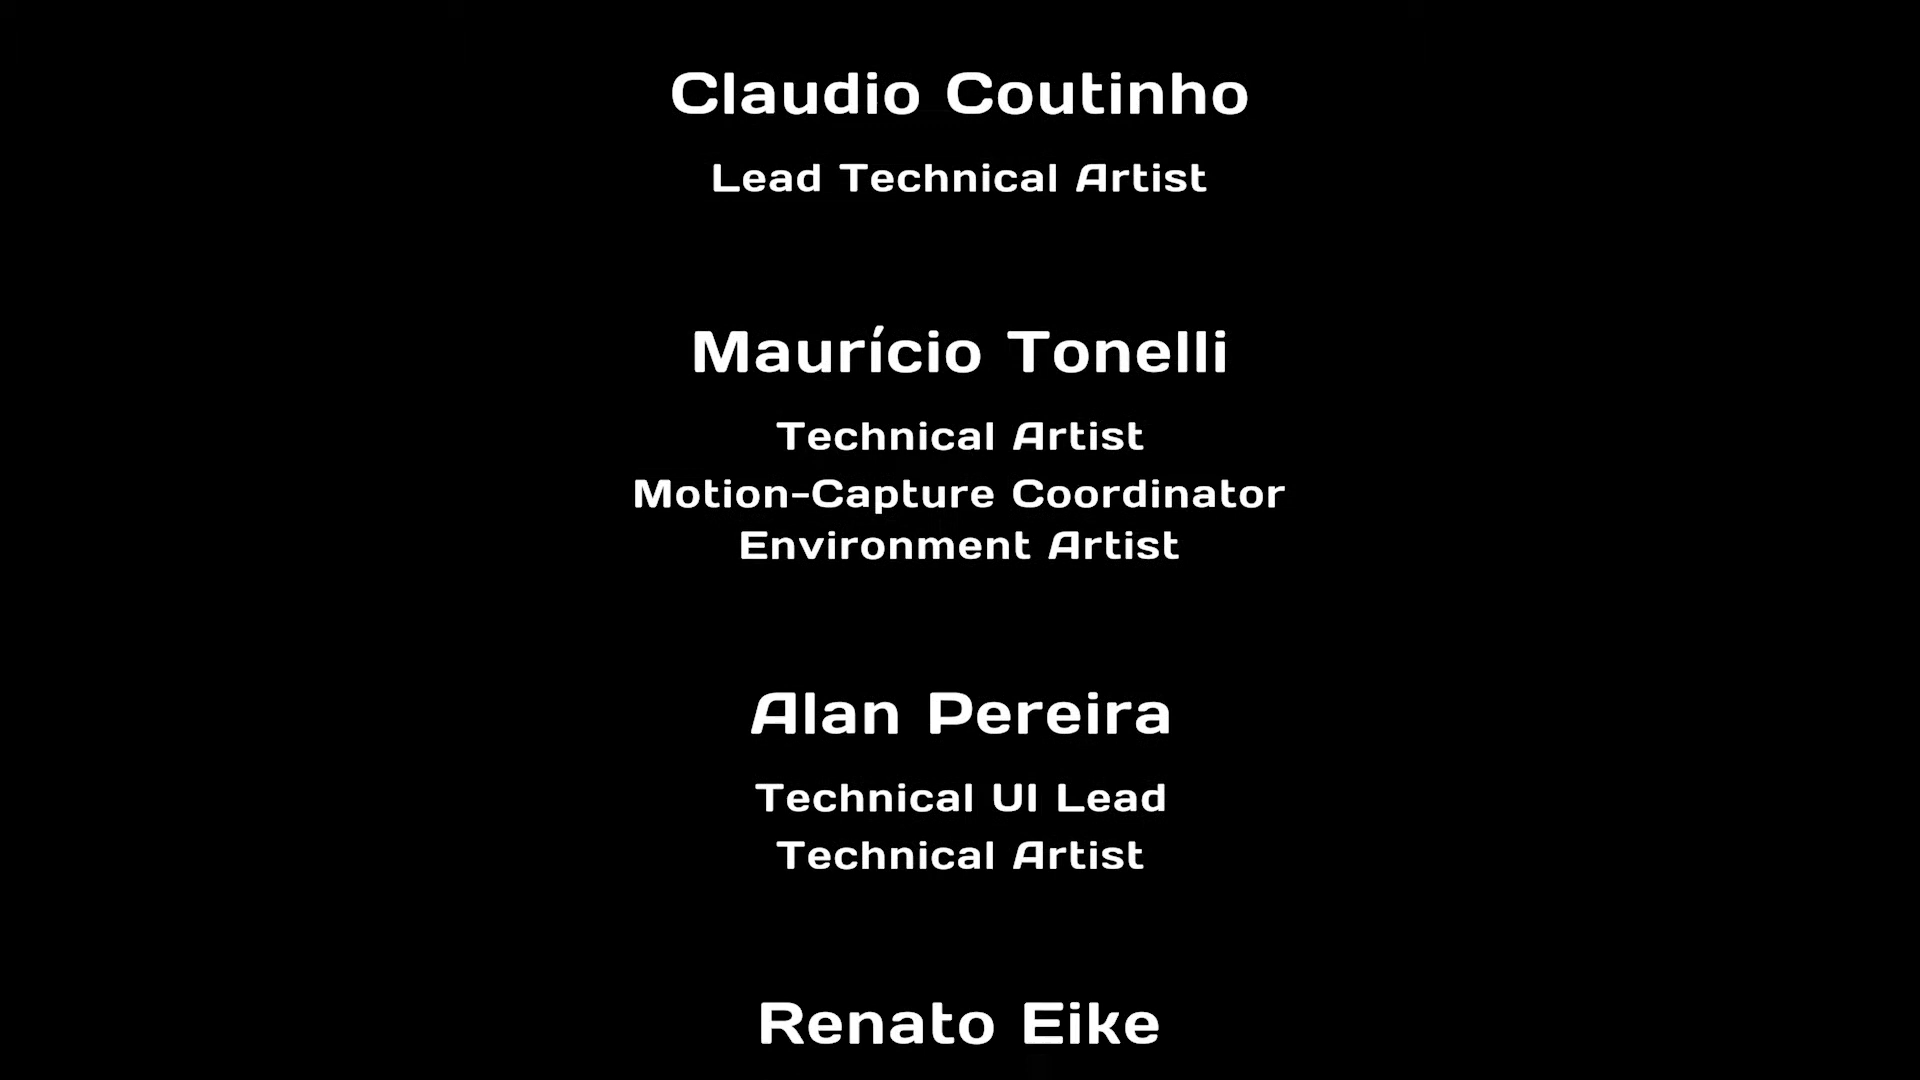 Claudio Coutinho
Lead Technical Artist
Maurício Tonelli
Technical Artist
Motion-Capture Coordinator
Environment Artist
Alan Pereira
Technical UI Lead
Technical Artist
Renato Eike